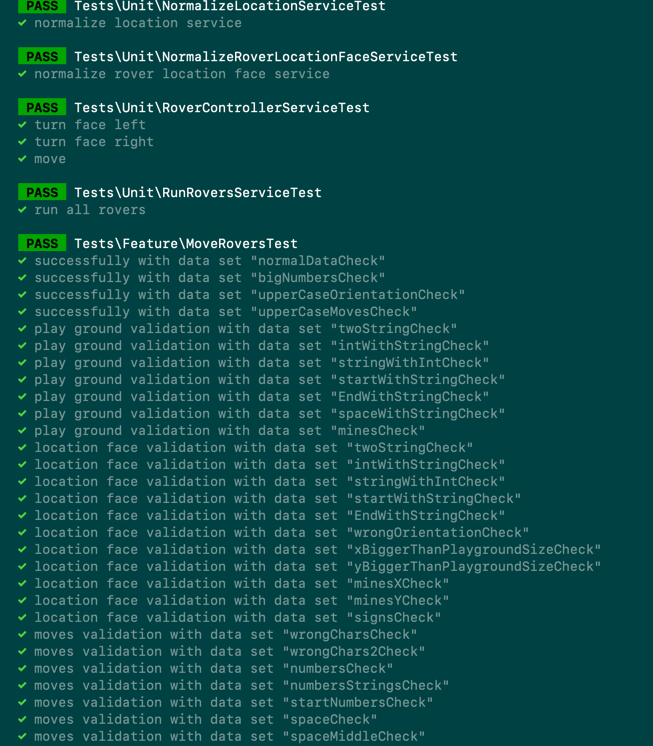 PASS Tests\Unit\NormalizeLocationServiceTest
✓ normalize location service
PASS Tests\Unit\NormalizeRoverLocationFaceServiceTest
✓ normalize rover location face service
PASS Tests\Unit\RoverControllerServiceTest
✓ turn face left
✓ turn face right
✓ move
PASS Tests\Unit\RunRoversServiceTest
✓ run all rovers
PASS Tests\Feature\MoveRoversTest
✓ successfully with data set "normalDataCheck"
✓ successfully with data set "bigNumbersCheck"
✓ successfully with data set "upperCaseOrientationCheck"
✓ successfully with data set "upperCaseMovesCheck"
✓ play ground validation with data set "twoStringCheck"
✓ play ground validation with data set "intWithStringCheck"
✓ play ground validation with data set "stringWithIntCheck"
✓ play ground validation with data set "startWithStringCheck"
✓ play ground validation with data set "EndWithStringCheck"
✓ play ground validation with data set "spaceWithStringCheck"
✓ play ground validation with data set "minesCheck"
✓ location face validation with data set "twoStringCheck"
✓ location face validation with data set "intWithStringCheck"
✓ location face validation with data set "stringWithIntCheck"
✓ location face validation with data set "startWithStringCheck"
✓ location face validation with data set "EndWithStringCheck"
✓ location face validation with data set "wrongOrientationCheck"
✓ location face validation with data set "xBiggerThanPlaygroundSizeCheck"
✓ location face validation with data set "yBiggerThanPlaygroundSizeCheck"
✓ location face validation with data set "minesXCheck"
✓ location face validation with data set "minesYCheck"
✓ location face validation with data set "signsCheck"
✓ moves validation with data set "wrongCharsCheck"
✓ moves validation with data set "wrongChars2Check"
✓ moves validation with data set "numbersCheck"
✓ moves validation with data set "numbersStringsCheck"
✓ moves validation with data set "startNumbersCheck"
✓ moves validation with data set "spaceCheck"
✓ moves validation with data set "spaceMiddleCheck"